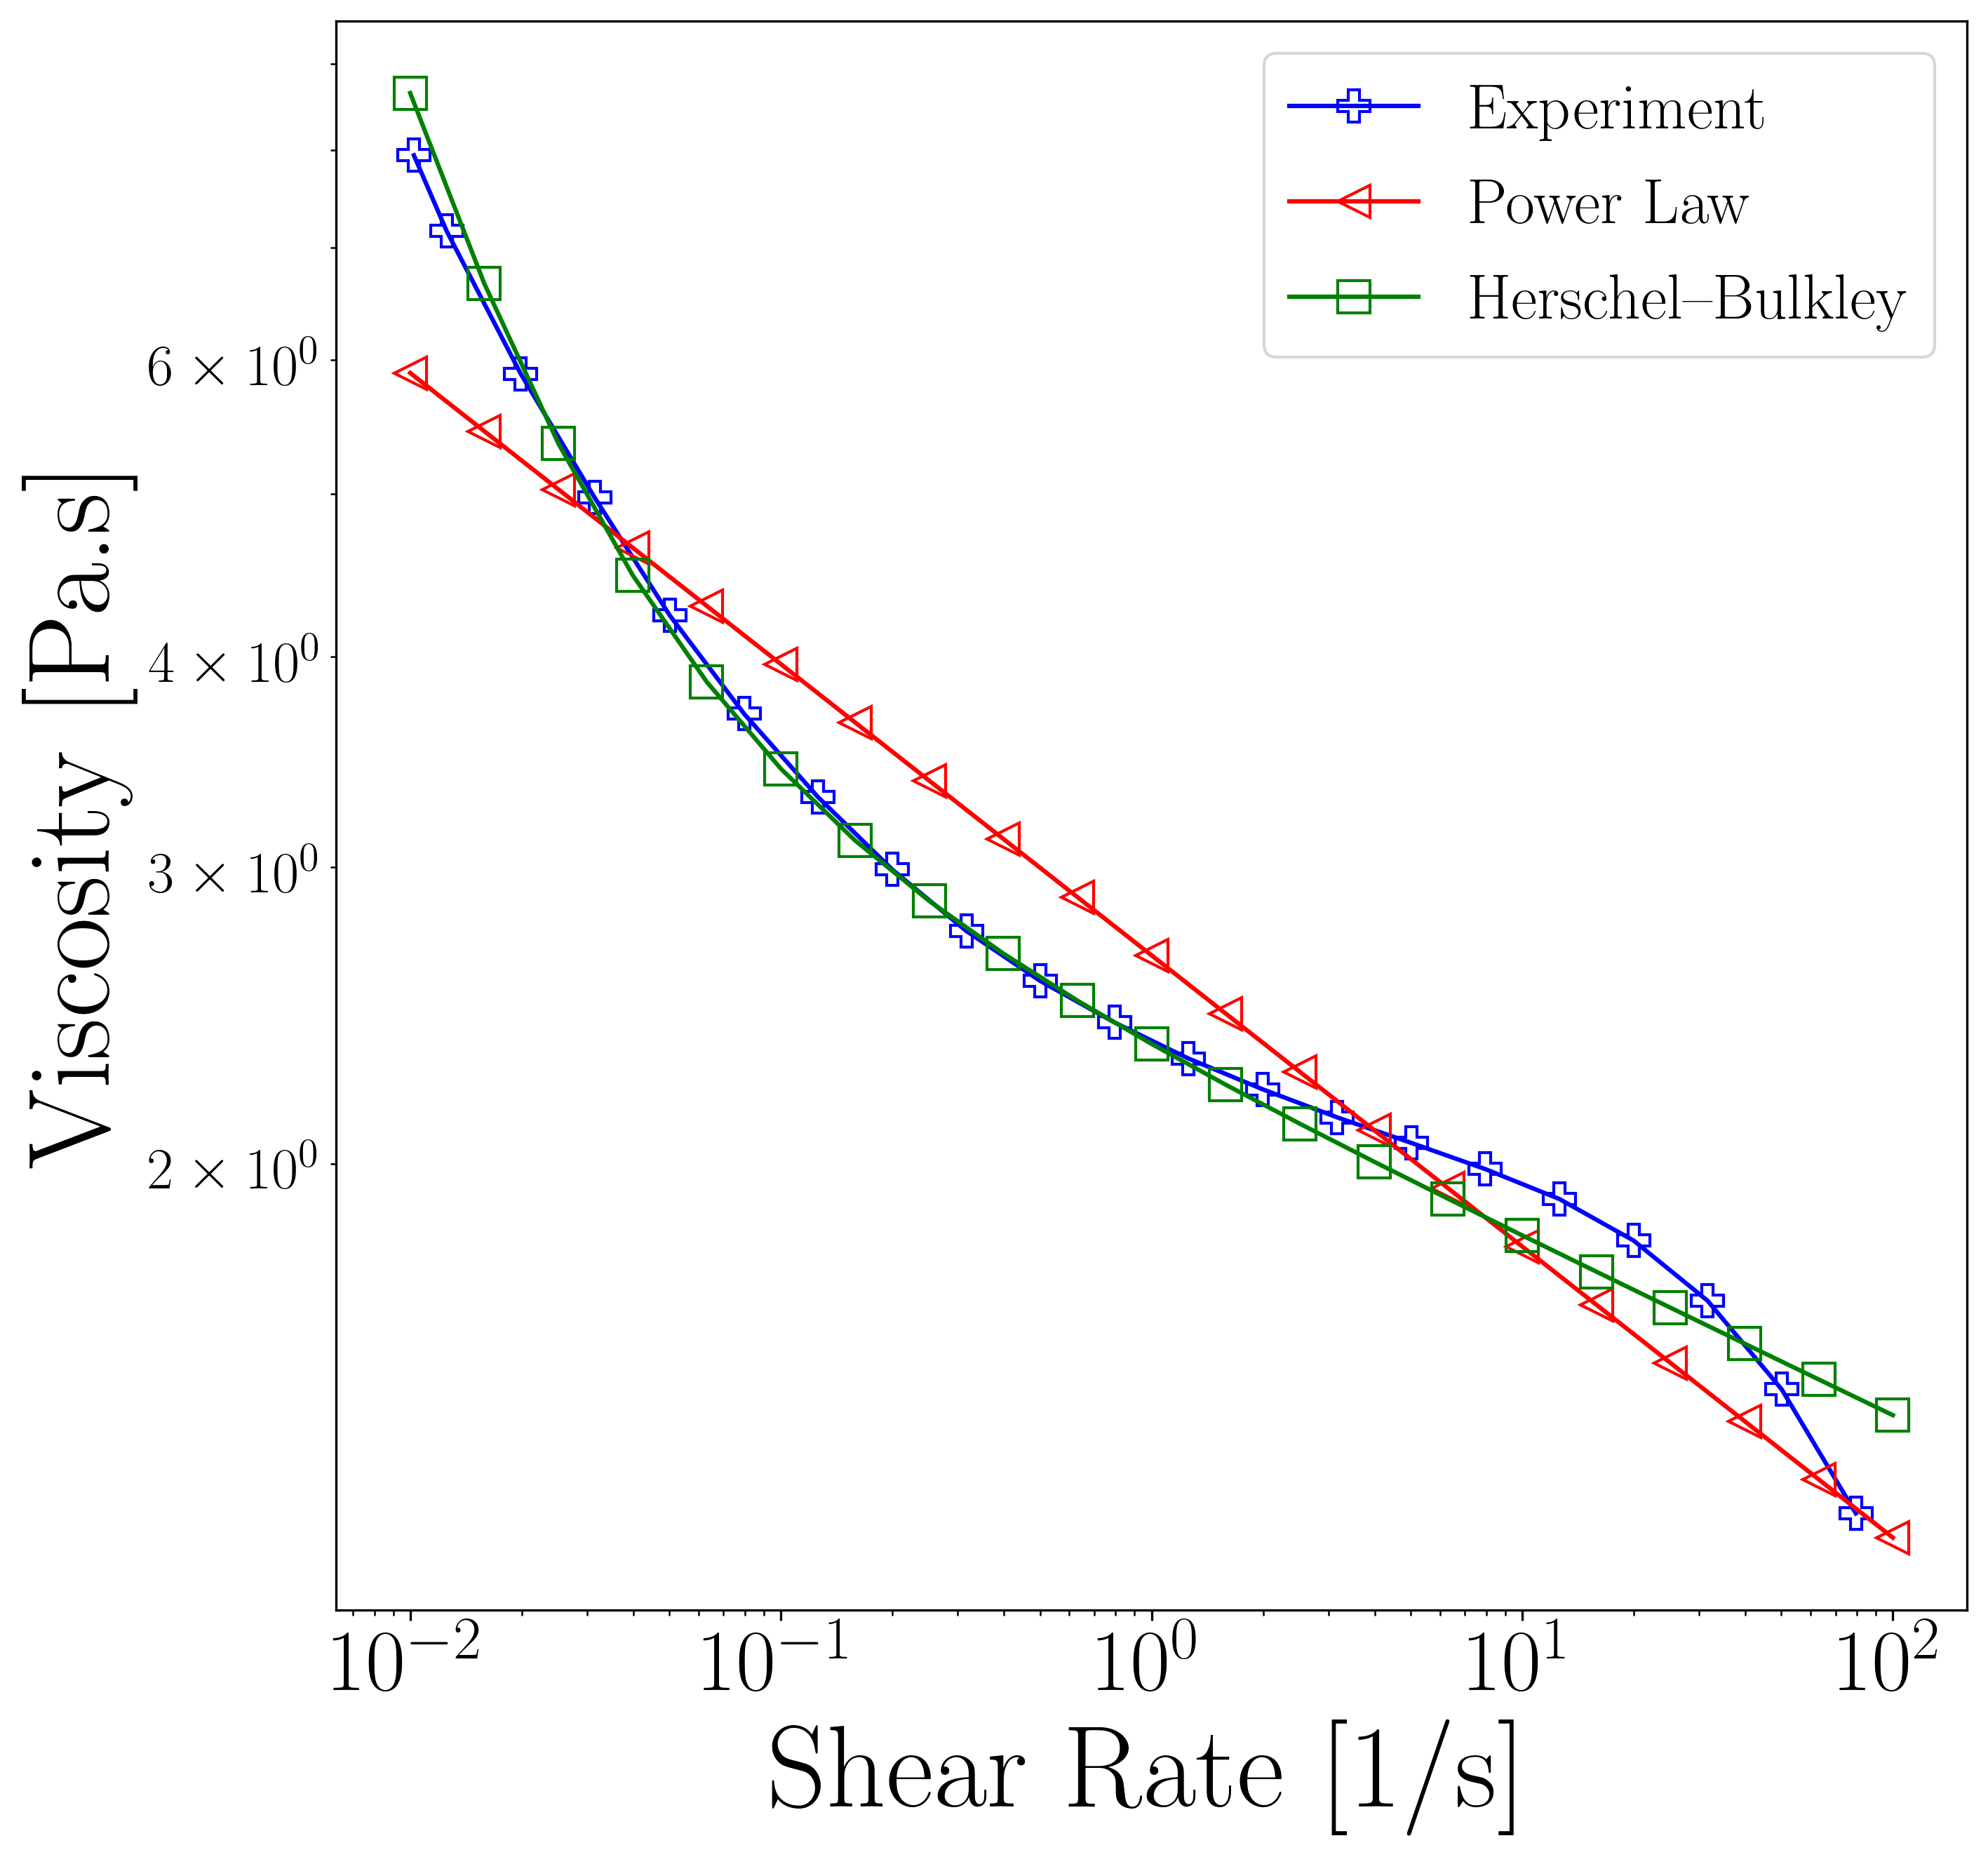 Experiment
Power Law
Herschel–Bulkley
Viscosity [Pa.s]
6 × 10⁰
4 × 10⁰
3 × 10⁰
2 × 10⁰
10⁻² 10⁻¹ 10⁰ 10¹ 10²
Shear Rate [1/s]